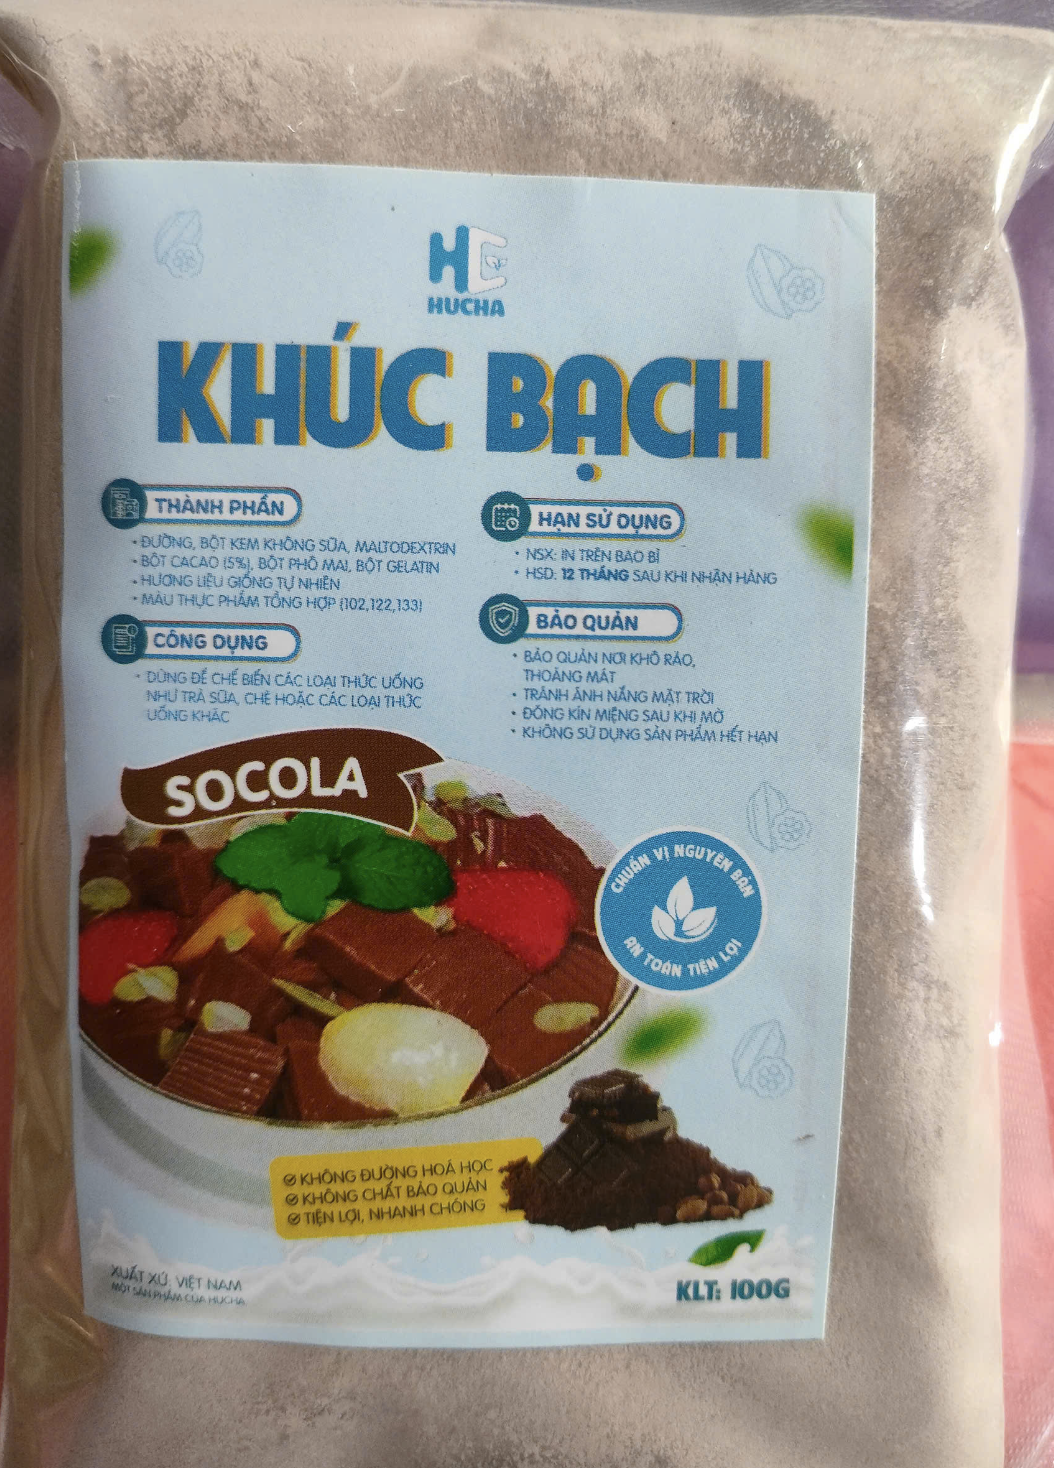 HC
HUCHA
KHÚC BẠCH
THÀNH PHẦN
• ĐƯỜNG, BỘT KEM KHÔNG SỮA, MALTODEXTRIN
• BỘT CACAO (5%), BỘT PHÔ MAI, BỘT GELATIN
• HƯƠNG LIỆU GIỐNG TỰ NHIÊN
• MÀU THỰC PHẨM TỔNG HỢP (102,122,133)
CÔNG DỤNG
• DÙNG ĐỂ CHẾ BIẾN CÁC LOẠI THỨC UỐNG
NHƯ TRÀ SỮA, CHÈ HOẶC CÁC LOẠI THỨC
UỐNG KHÁC
HẠN SỬ DỤNG
• NSX: IN TRÊN BAO BÌ
• HSD: 12 THÁNG SAU KHI NHẬN HÀNG
BẢO QUẢN
• BẢO QUẢN NƠI KHÔ RÁO,
THOÁNG MÁT
• TRÁNH ÁNH NẮNG MẶT TRỜI
• ĐÓNG KÍN MIỆNG SAU KHI MỞ
• KHÔNG SỬ DỤNG SẢN PHẨM HẾT HẠN
SOCOLA
CHUẨN VỊ NGUYÊN BẢN
AN TOÀN TIỆN LỢI
KHÔNG ĐƯỜNG HOÁ HỌC
KHÔNG CHẤT BẢO QUẢN
TIỆN LỢI, NHANH CHÓNG
XUẤT XỨ: VIỆT NAM
MỘT SẢN PHẨM CỦA HUCHA
KLT: 100G